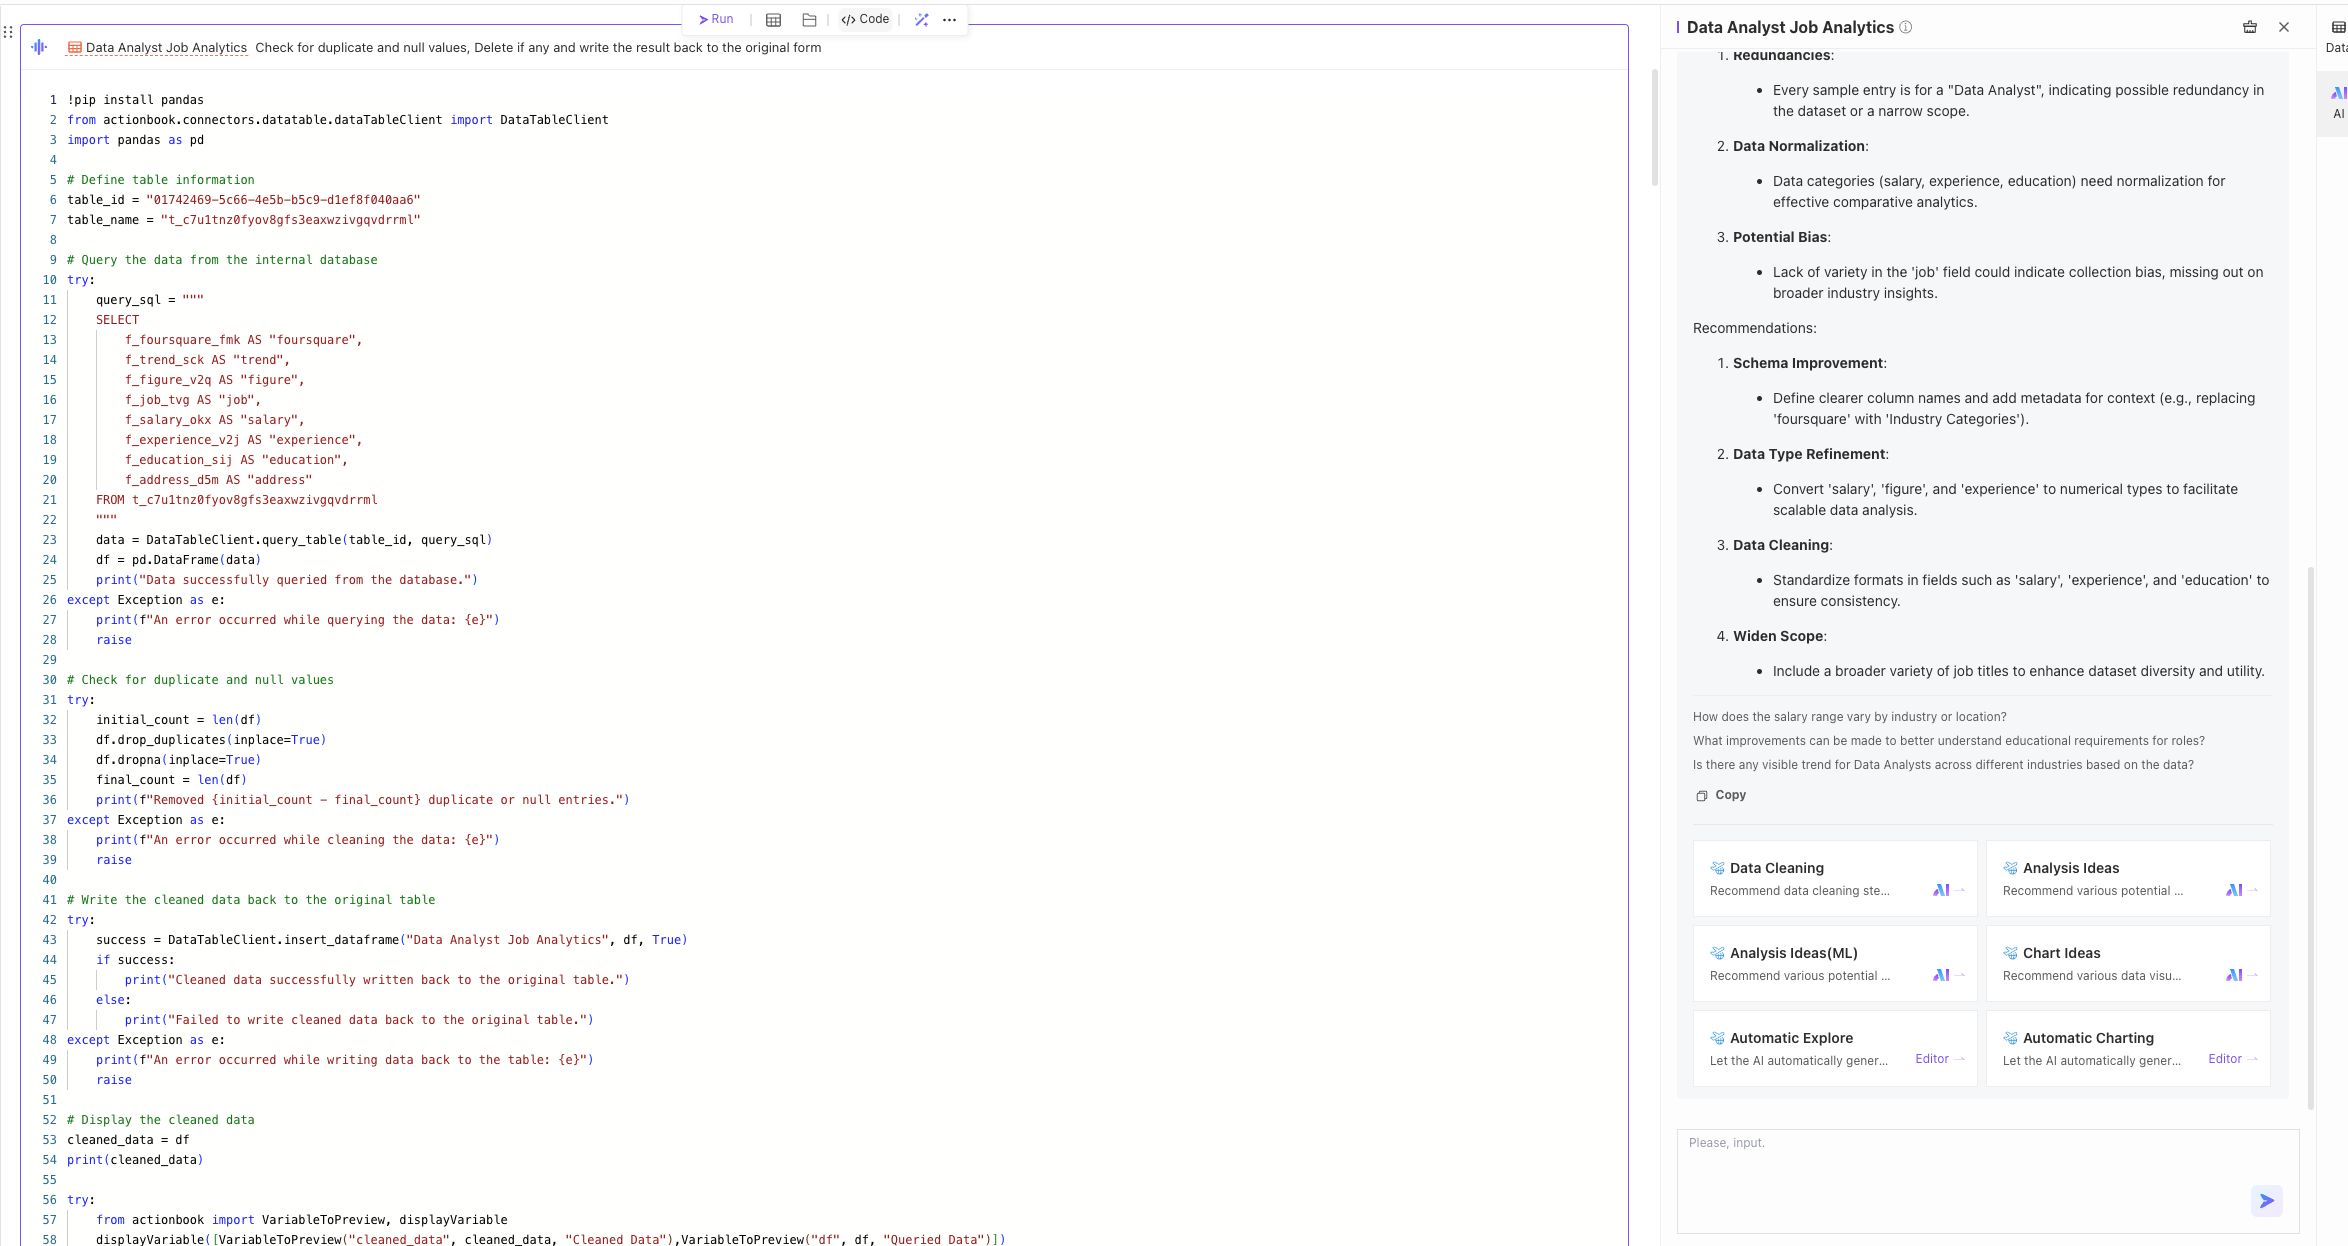 Run
Code
Data Analyst Job Analytics Check for duplicate and null values, Delete if any and write the result back to the original form
1 !pip install pandas
2 from actionbook.connectors.datatable.dataTableClient import DataTableClient
3 import pandas as pd
4
5 # Define table information
6 table_id = "01742469-5c66-4e5b-b5c9-d1ef8f040aa6"
7 table_name = "t_c7u1tnz0fyov8gfs3eaxwzivgqvdrrml"
8
9 # Query the data from the internal database
10 try:
11     query_sql = """
12     SELECT
13         f_foursquare_fmk AS "foursquare",
14         f_trend_sck AS "trend",
15         f_figure_v2q AS "figure",
16         f_job_tvg AS "job",
17         f_salary_okx AS "salary",
18         f_experience_v2j AS "experience",
19         f_education_sij AS "education",
20         f_address_d5m AS "address"
21     FROM t_c7u1tnz0fyov8gfs3eaxwzivgqvdrrml
22     """
23     data = DataTableClient.query_table(table_id, query_sql)
24     df = pd.DataFrame(data)
25     print("Data successfully queried from the database.")
26 except Exception as e:
27     print(f"An error occurred while querying the data: {e}")
28     raise
29
30 # Check for duplicate and null values
31 try:
32     initial_count = len(df)
33     df.drop_duplicates(inplace=True)
34     df.dropna(inplace=True)
35     final_count = len(df)
36     print(f"Removed {initial_count - final_count} duplicate or null entries.")
37 except Exception as e:
38     print(f"An error occurred while cleaning the data: {e}")
39     raise
40
41 # Write the cleaned data back to the original table
42 try:
43     success = DataTableClient.insert_dataframe("Data Analyst Job Analytics", df, True)
44     if success:
45         print("Cleaned data successfully written back to the original table.")
46     else:
47         print("Failed to write cleaned data back to the original table.")
48 except Exception as e:
49     print(f"An error occurred while writing data back to the table: {e}")
50     raise
51
52 # Display the cleaned data
53 cleaned_data = df
54 print(cleaned_data)
55
56 try:
57     from actionbook import VariableToPreview, displayVariable
58     displayVariable([VariableToPreview("cleaned_data", cleaned_data, "Cleaned Data"),VariableToPreview("df", df, "Queried Data")])
Data Analyst Job Analytics
1. Redundancies:
• Every sample entry is for a "Data Analyst", indicating possible redundancy in
the dataset or a narrow scope.
2. Data Normalization:
• Data categories (salary, experience, education) need normalization for
effective comparative analytics.
3. Potential Bias:
• Lack of variety in the 'job' field could indicate collection bias, missing out on
broader industry insights.
Recommendations:
1. Schema Improvement:
• Define clearer column names and add metadata for context (e.g., replacing
'foursquare' with 'Industry Categories').
2. Data Type Refinement:
• Convert 'salary', 'figure', and 'experience' to numerical types to facilitate
scalable data analysis.
3. Data Cleaning:
• Standardize formats in fields such as 'salary', 'experience', and 'education' to
ensure consistency.
4. Widen Scope:
• Include a broader variety of job titles to enhance dataset diversity and utility.
How does the salary range vary by industry or location?
What improvements can be made to better understand educational requirements for roles?
Is there any visible trend for Data Analysts across different industries based on the data?
Copy
Data Cleaning
Recommend data cleaning ste... AI
Analysis Ideas
Recommend various potential ... AI
Analysis Ideas(ML)
Recommend various potential ... AI
Chart Ideas
Recommend various data visu... AI
Automatic Explore
Let the AI automatically gener... Editor
Automatic Charting
Let the AI automatically gener... Editor
Please, input.
Data
AI
AI